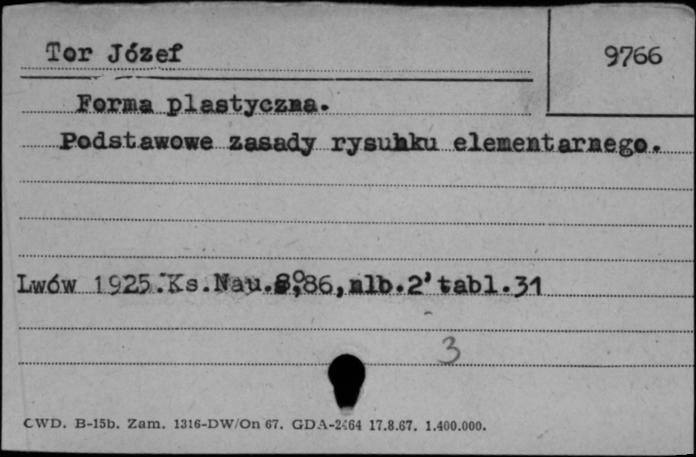 Tor Józef
9766
Forma plastyczna.
Podstawowe zasady rysunku elementarnego.
Lwów 1925. Ks. Nau. 8°, 86, nlb. 2, tabl. 31
3
CWD. B-15b. Zam. 1316-DW/On 67. GDA-2464 17.8.67. 1.400.000.